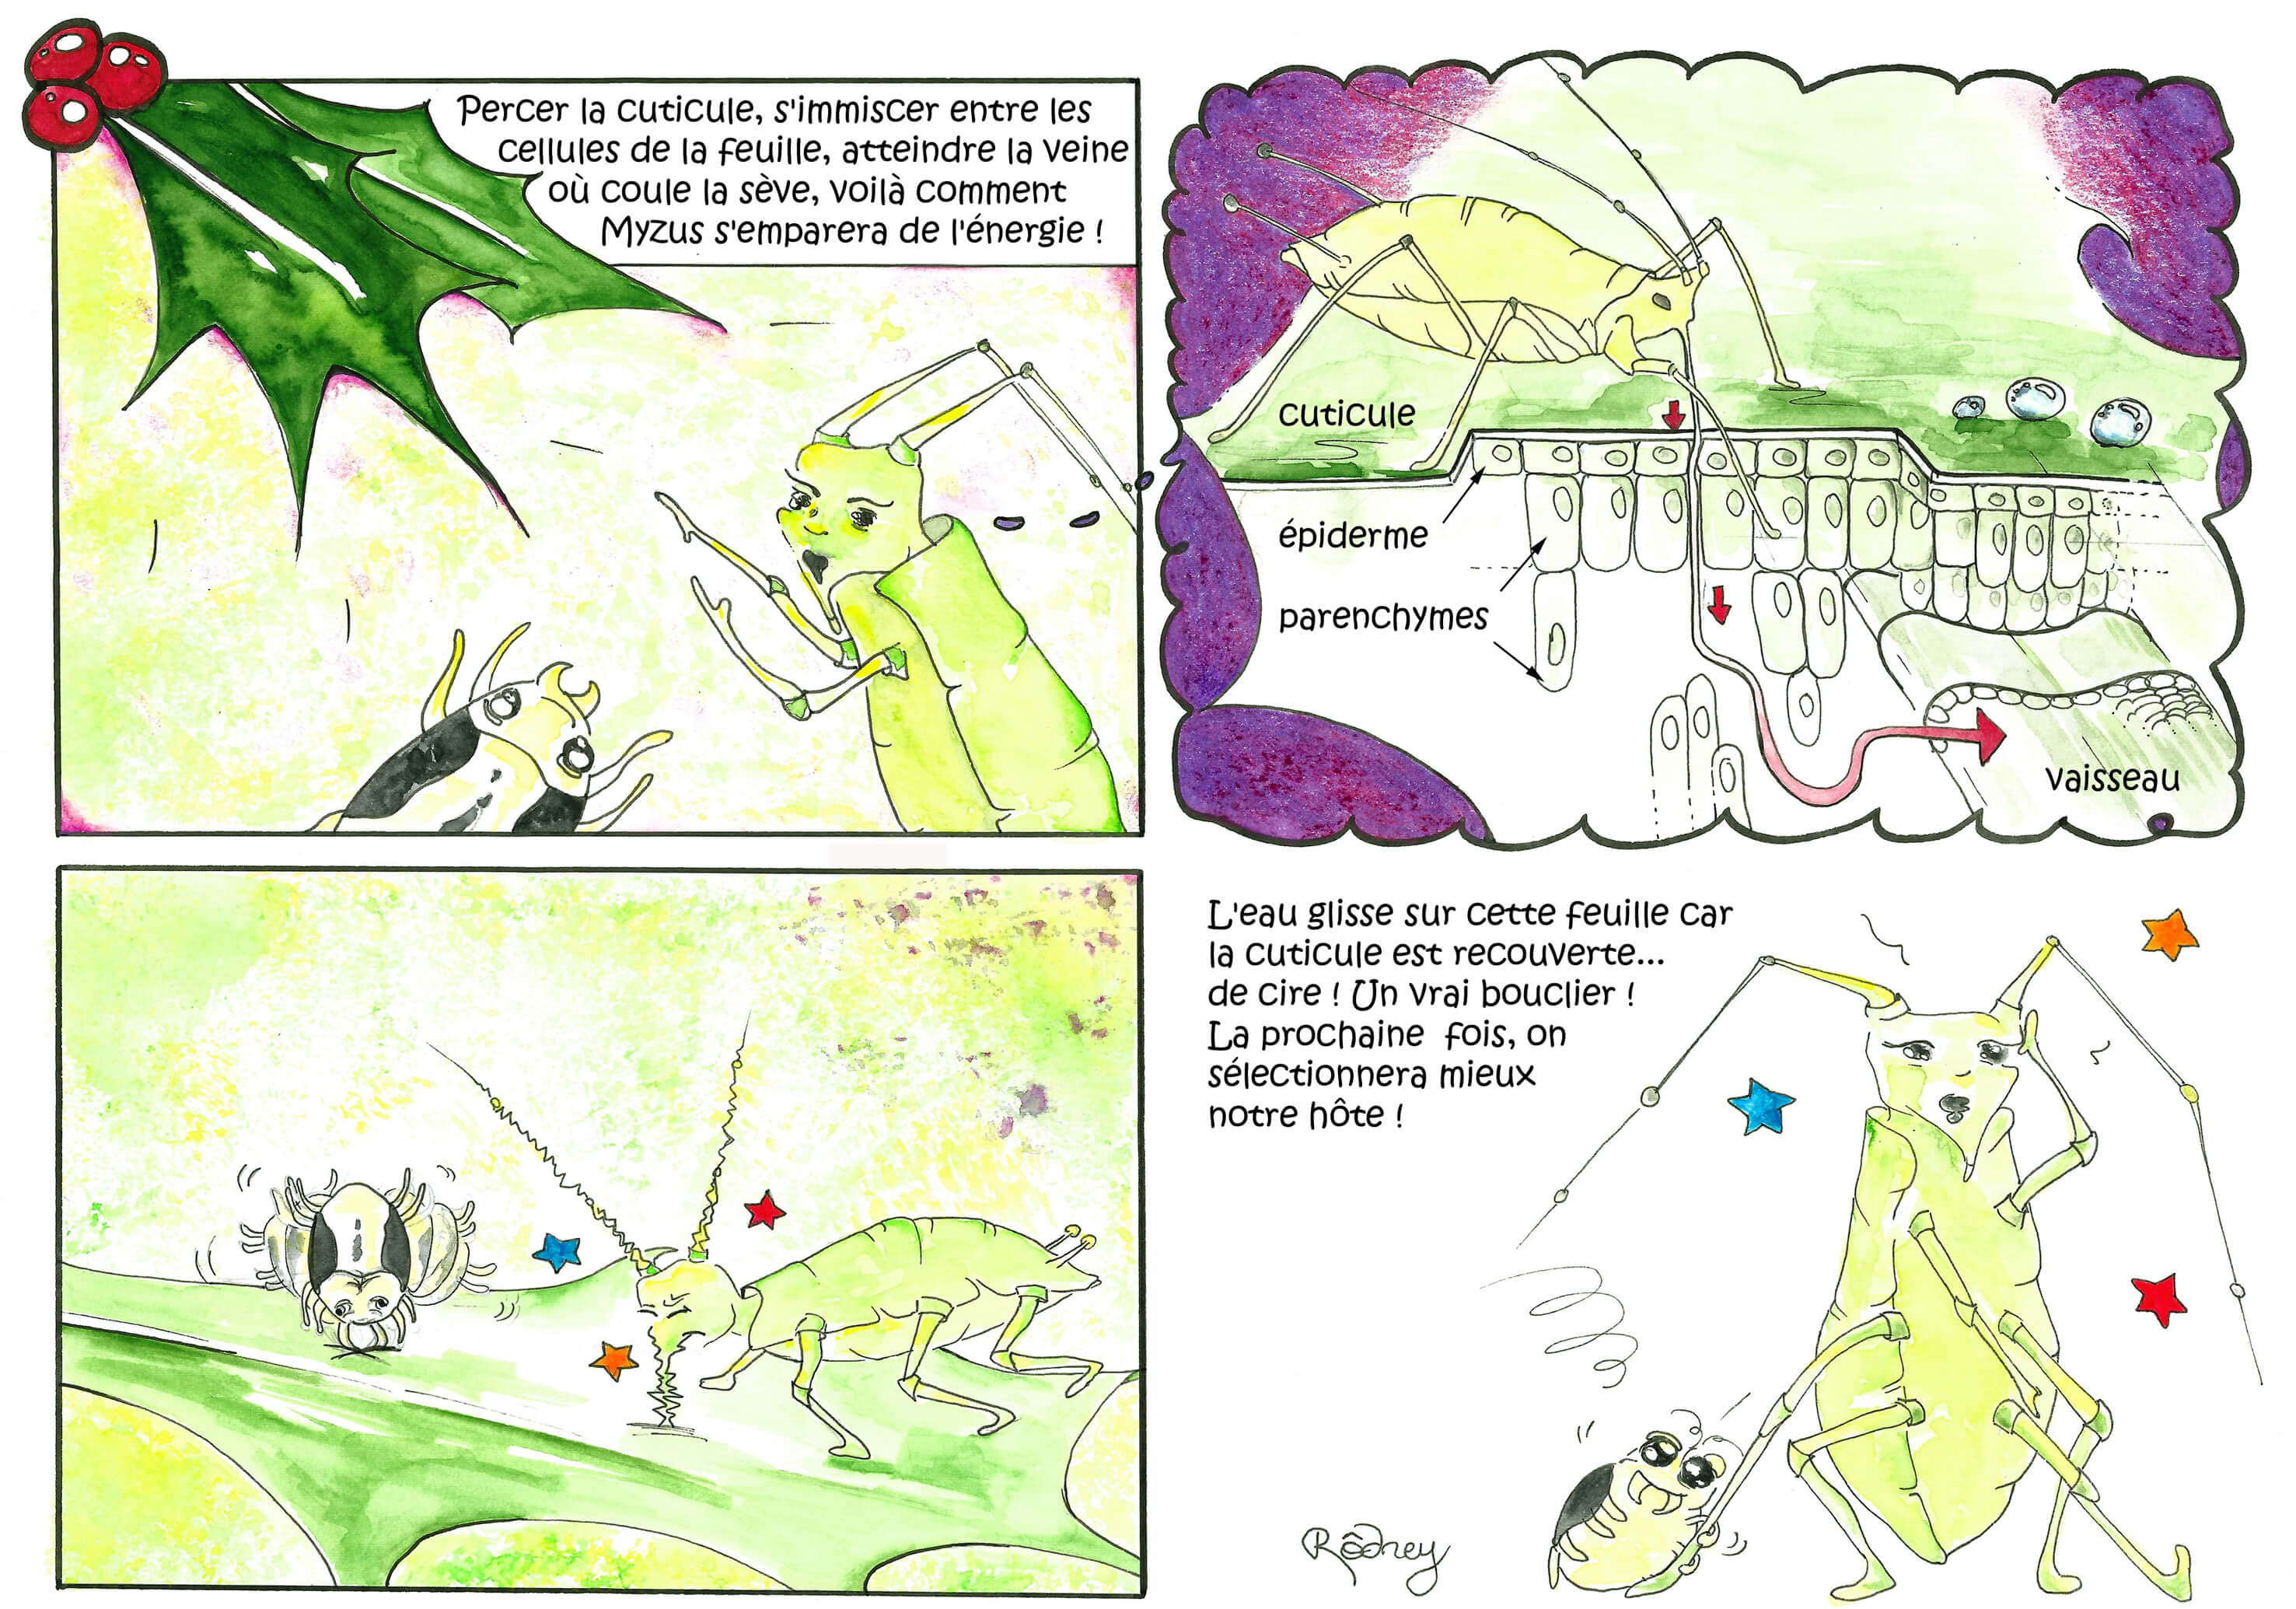 Percer la cuticule, s'immiscer entre les
cellules de la feuille, atteindre la veine
où coule la sève, voilà comment
Myzus s'emparera de l'énergie !
cuticule
épiderme
parenchymes
vaisseau
L'eau glisse sur cette feuille car
la cuticule est recouverte...
de cire ! Un vrai bouclier !
La prochaine fois, on
sélectionnera mieux
notre hôte !
Rôdney